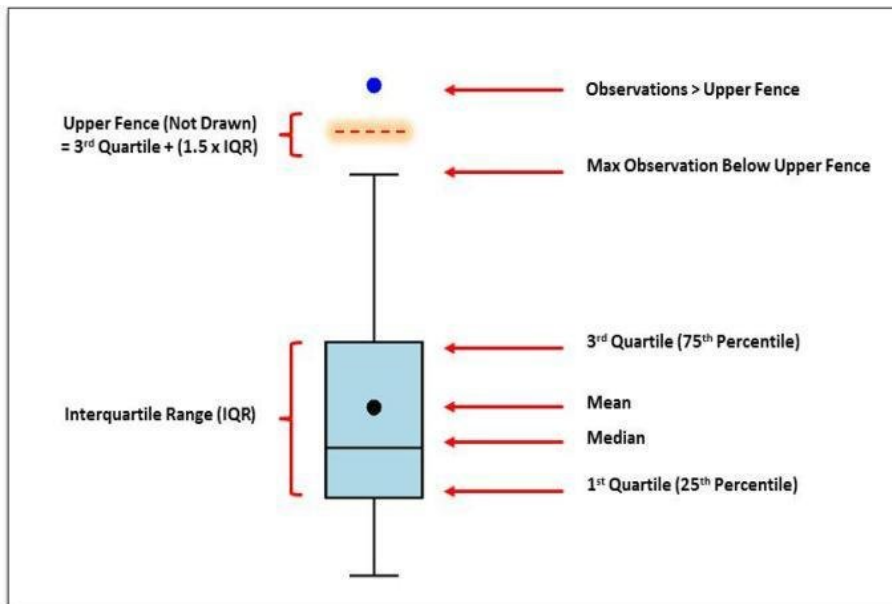 Observations > Upper Fence
Upper Fence (Not Drawn)
= 3rd Quartile + (1.5 x IQR)
Max Observation Below Upper Fence
3rd Quartile (75th Percentile)
Interquartile Range (IQR)
Mean
Median
1st Quartile (25th Percentile)